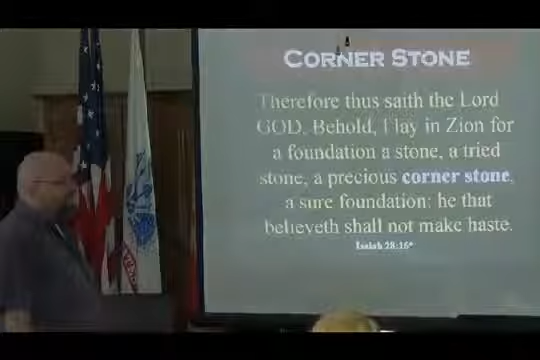 CORNER STONE
Therefore thus saith the Lord
GOD, Behold, I lay in Zion for
a foundation a stone, a tried
stone, a precious corner stone,
a sure foundation: he that
believeth shall not make haste.
Isaiah 28:16